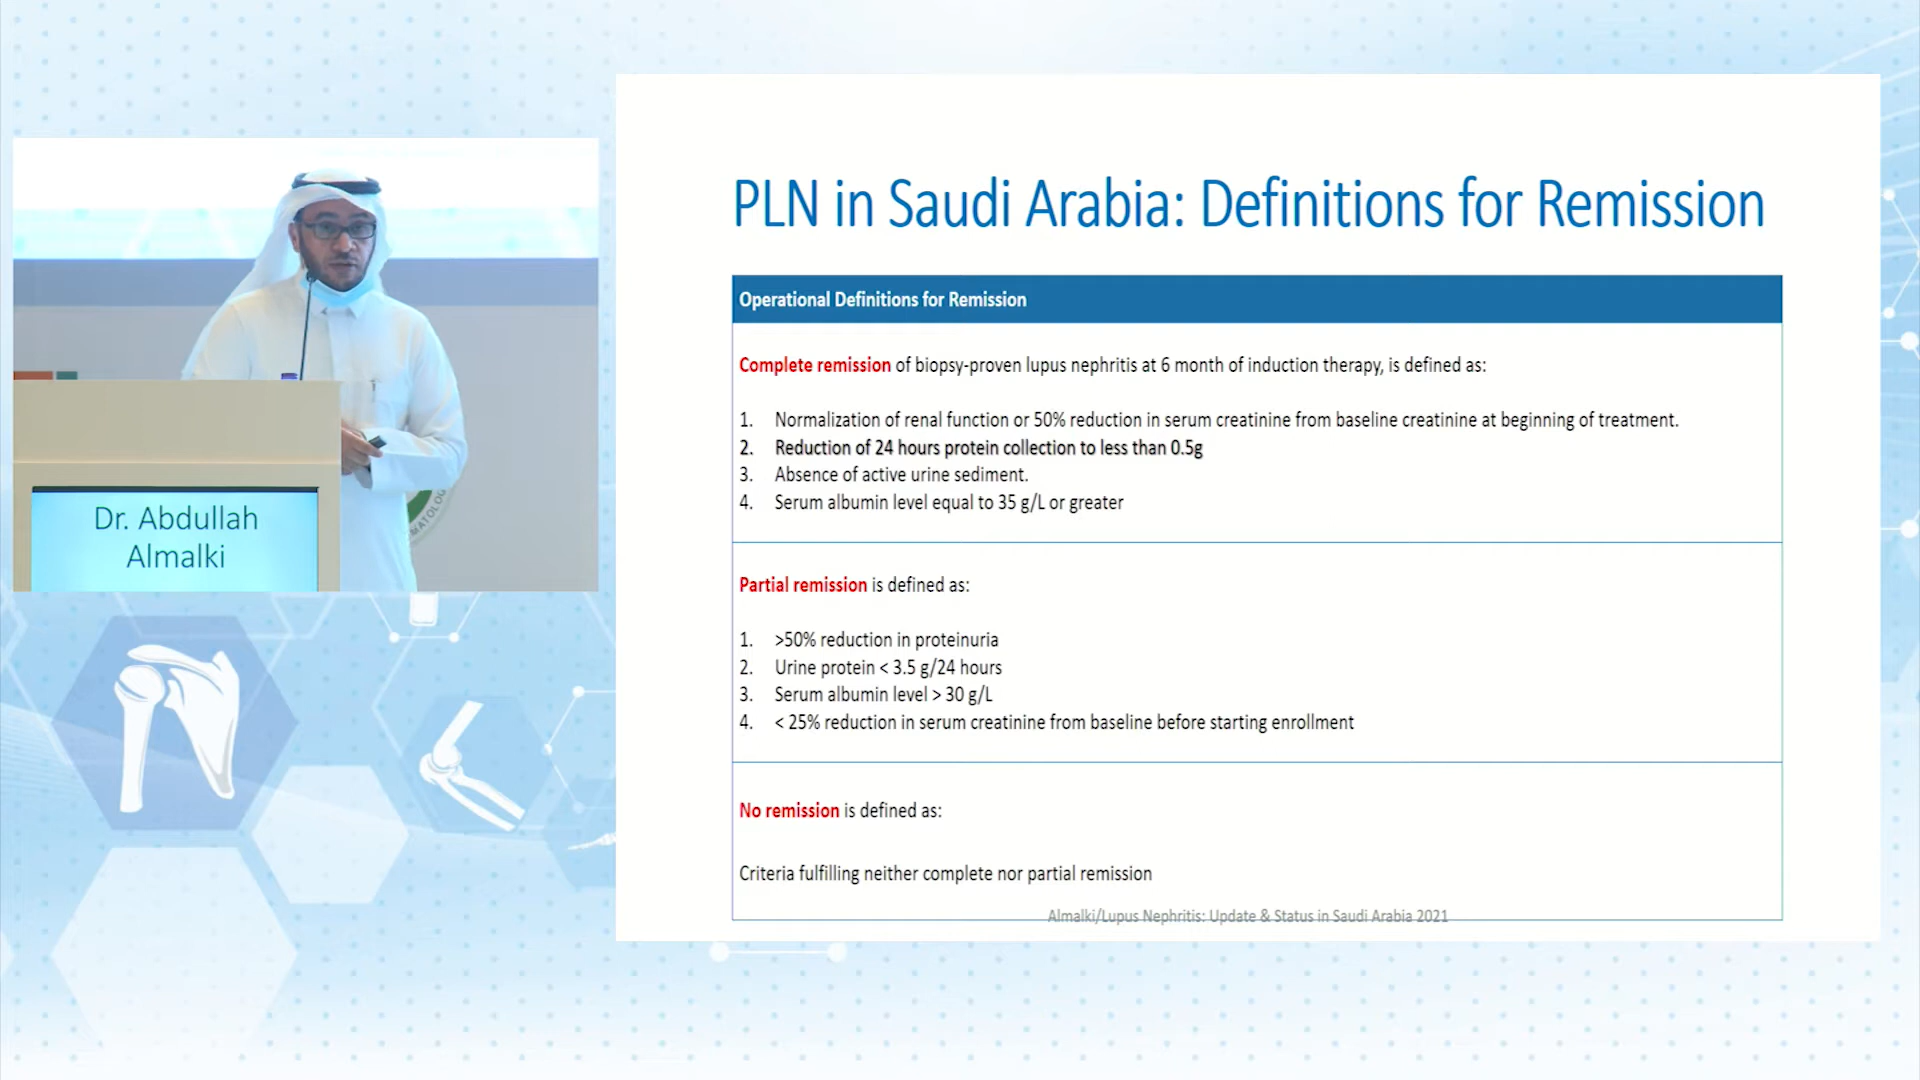 PLN in Saudi Arabia: Definitions for Remission
Operational Definitions for Remission
Complete remission of biopsy-proven lupus nephritis at 6 month of induction therapy, is defined as:
1. Normalization of renal function or 50% reduction in serum creatinine from baseline creatinine at beginning of treatment.
2. Reduction of 24 hours protein collection to less than 0.5g
3. Absence of active urine sediment.
4. Serum albumin level equal to 35 g/L or greater
Partial remission is defined as:
1. >50% reduction in proteinuria
2. Urine protein < 3.5 g/24 hours
3. Serum albumin level > 30 g/L
4. < 25% reduction in serum creatinine from baseline before starting enrollment
No remission is defined as:
Criteria fulfilling neither complete nor partial remission
Almalki/Lupus Nephritis: Update & Status in Saudi Arabia 2021
Dr. Abdullah
Almalki